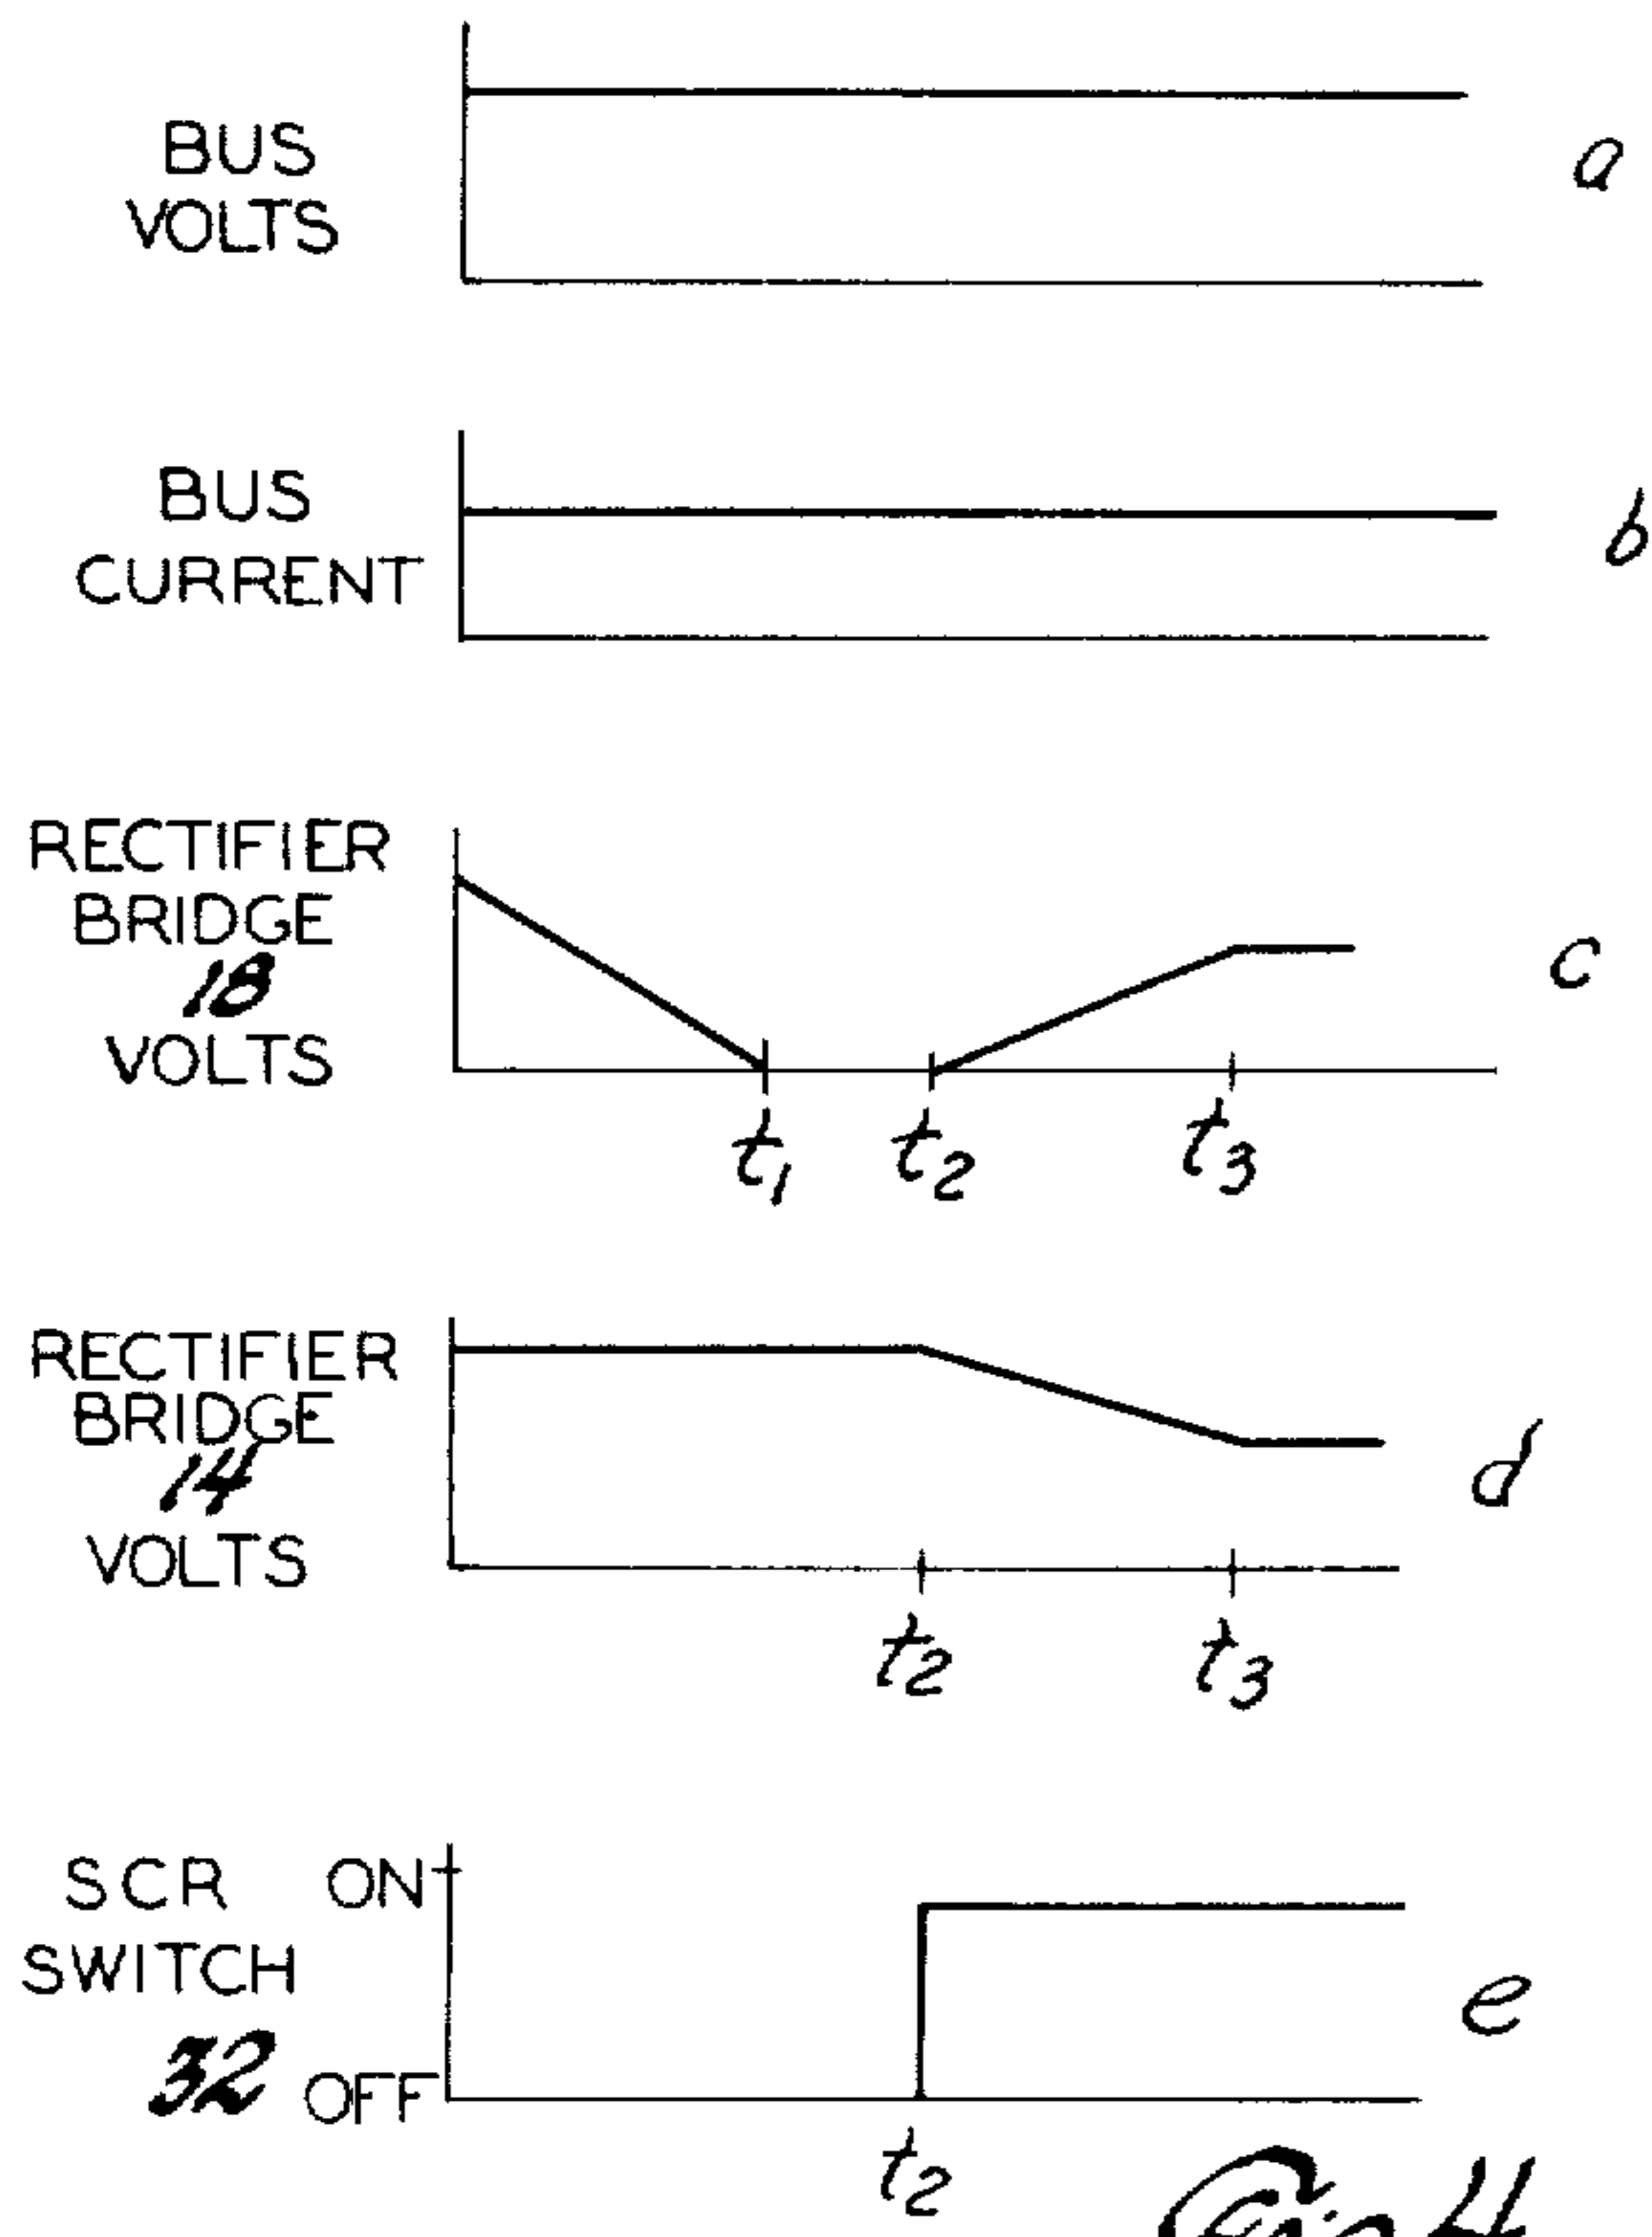 BUS
VOLTS
a
BUS
CURRENT
b
RECTIFIER
BRIDGE
18
VOLTS
c
t1
t2
t3
RECTIFIER
BRIDGE
14
VOLTS
d
t2
t3
SCR ON
SWITCH
32 OFF
e
t2